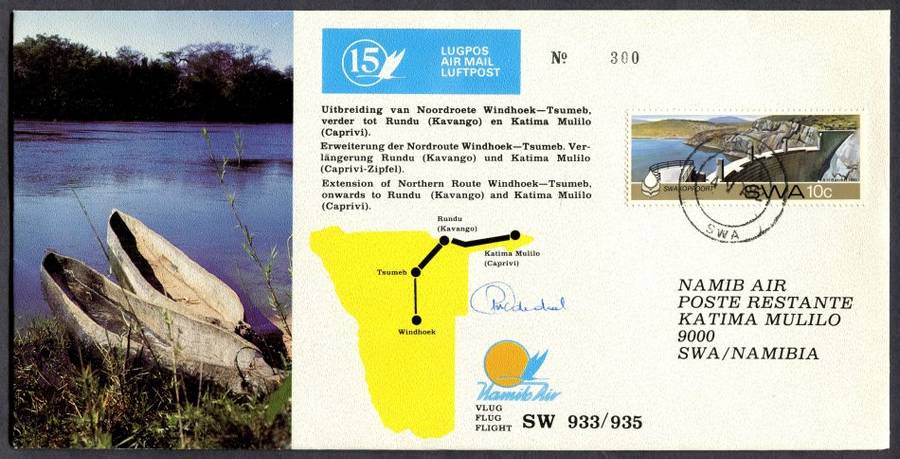 15
LUGPOS
AIR MAIL
LUFTPOST
Nº 300
Uitbreiding van Noordroete Windhoek—Tsumeb,
verder tot Rundu (Kavango) en Katima Mulilo
(Caprivi).
Erweiterung der Nordroute Windhoek—Tsumeb. Ver-
längerung Rundu (Kavango) und Katima Mulilo
(Caprivi-Zipfel).
Extension of Northern Route Windhoek—Tsumeb,
onwards to Rundu (Kavango) and Katima Mulilo
(Caprivi).
SWAKOPPOORT
SWA 10c
SWA
Rundu
(Kavango)
Katima Mulilo
(Caprivi)
Tsumeb
Windhoek
NAMIB AIR
POSTE RESTANTE
KATIMA MULILO
9000
SWA/NAMIBIA
Namib Air
VLUG
FLUG
FLIGHT SW 933/935